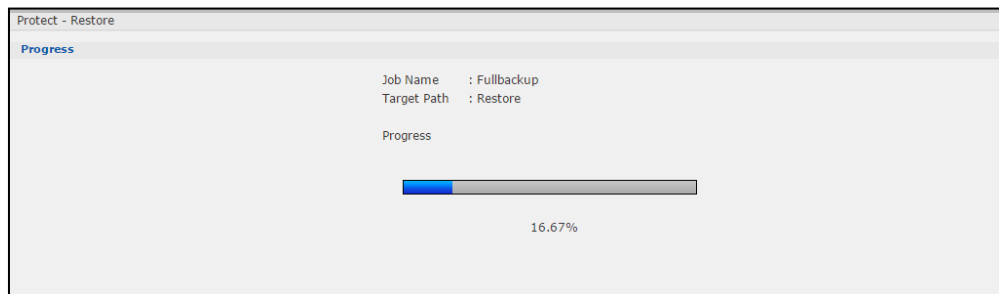 Protect - Restore
Progress
Job Name : Fullbackup
Target Path : Restore
Progress
16.67%